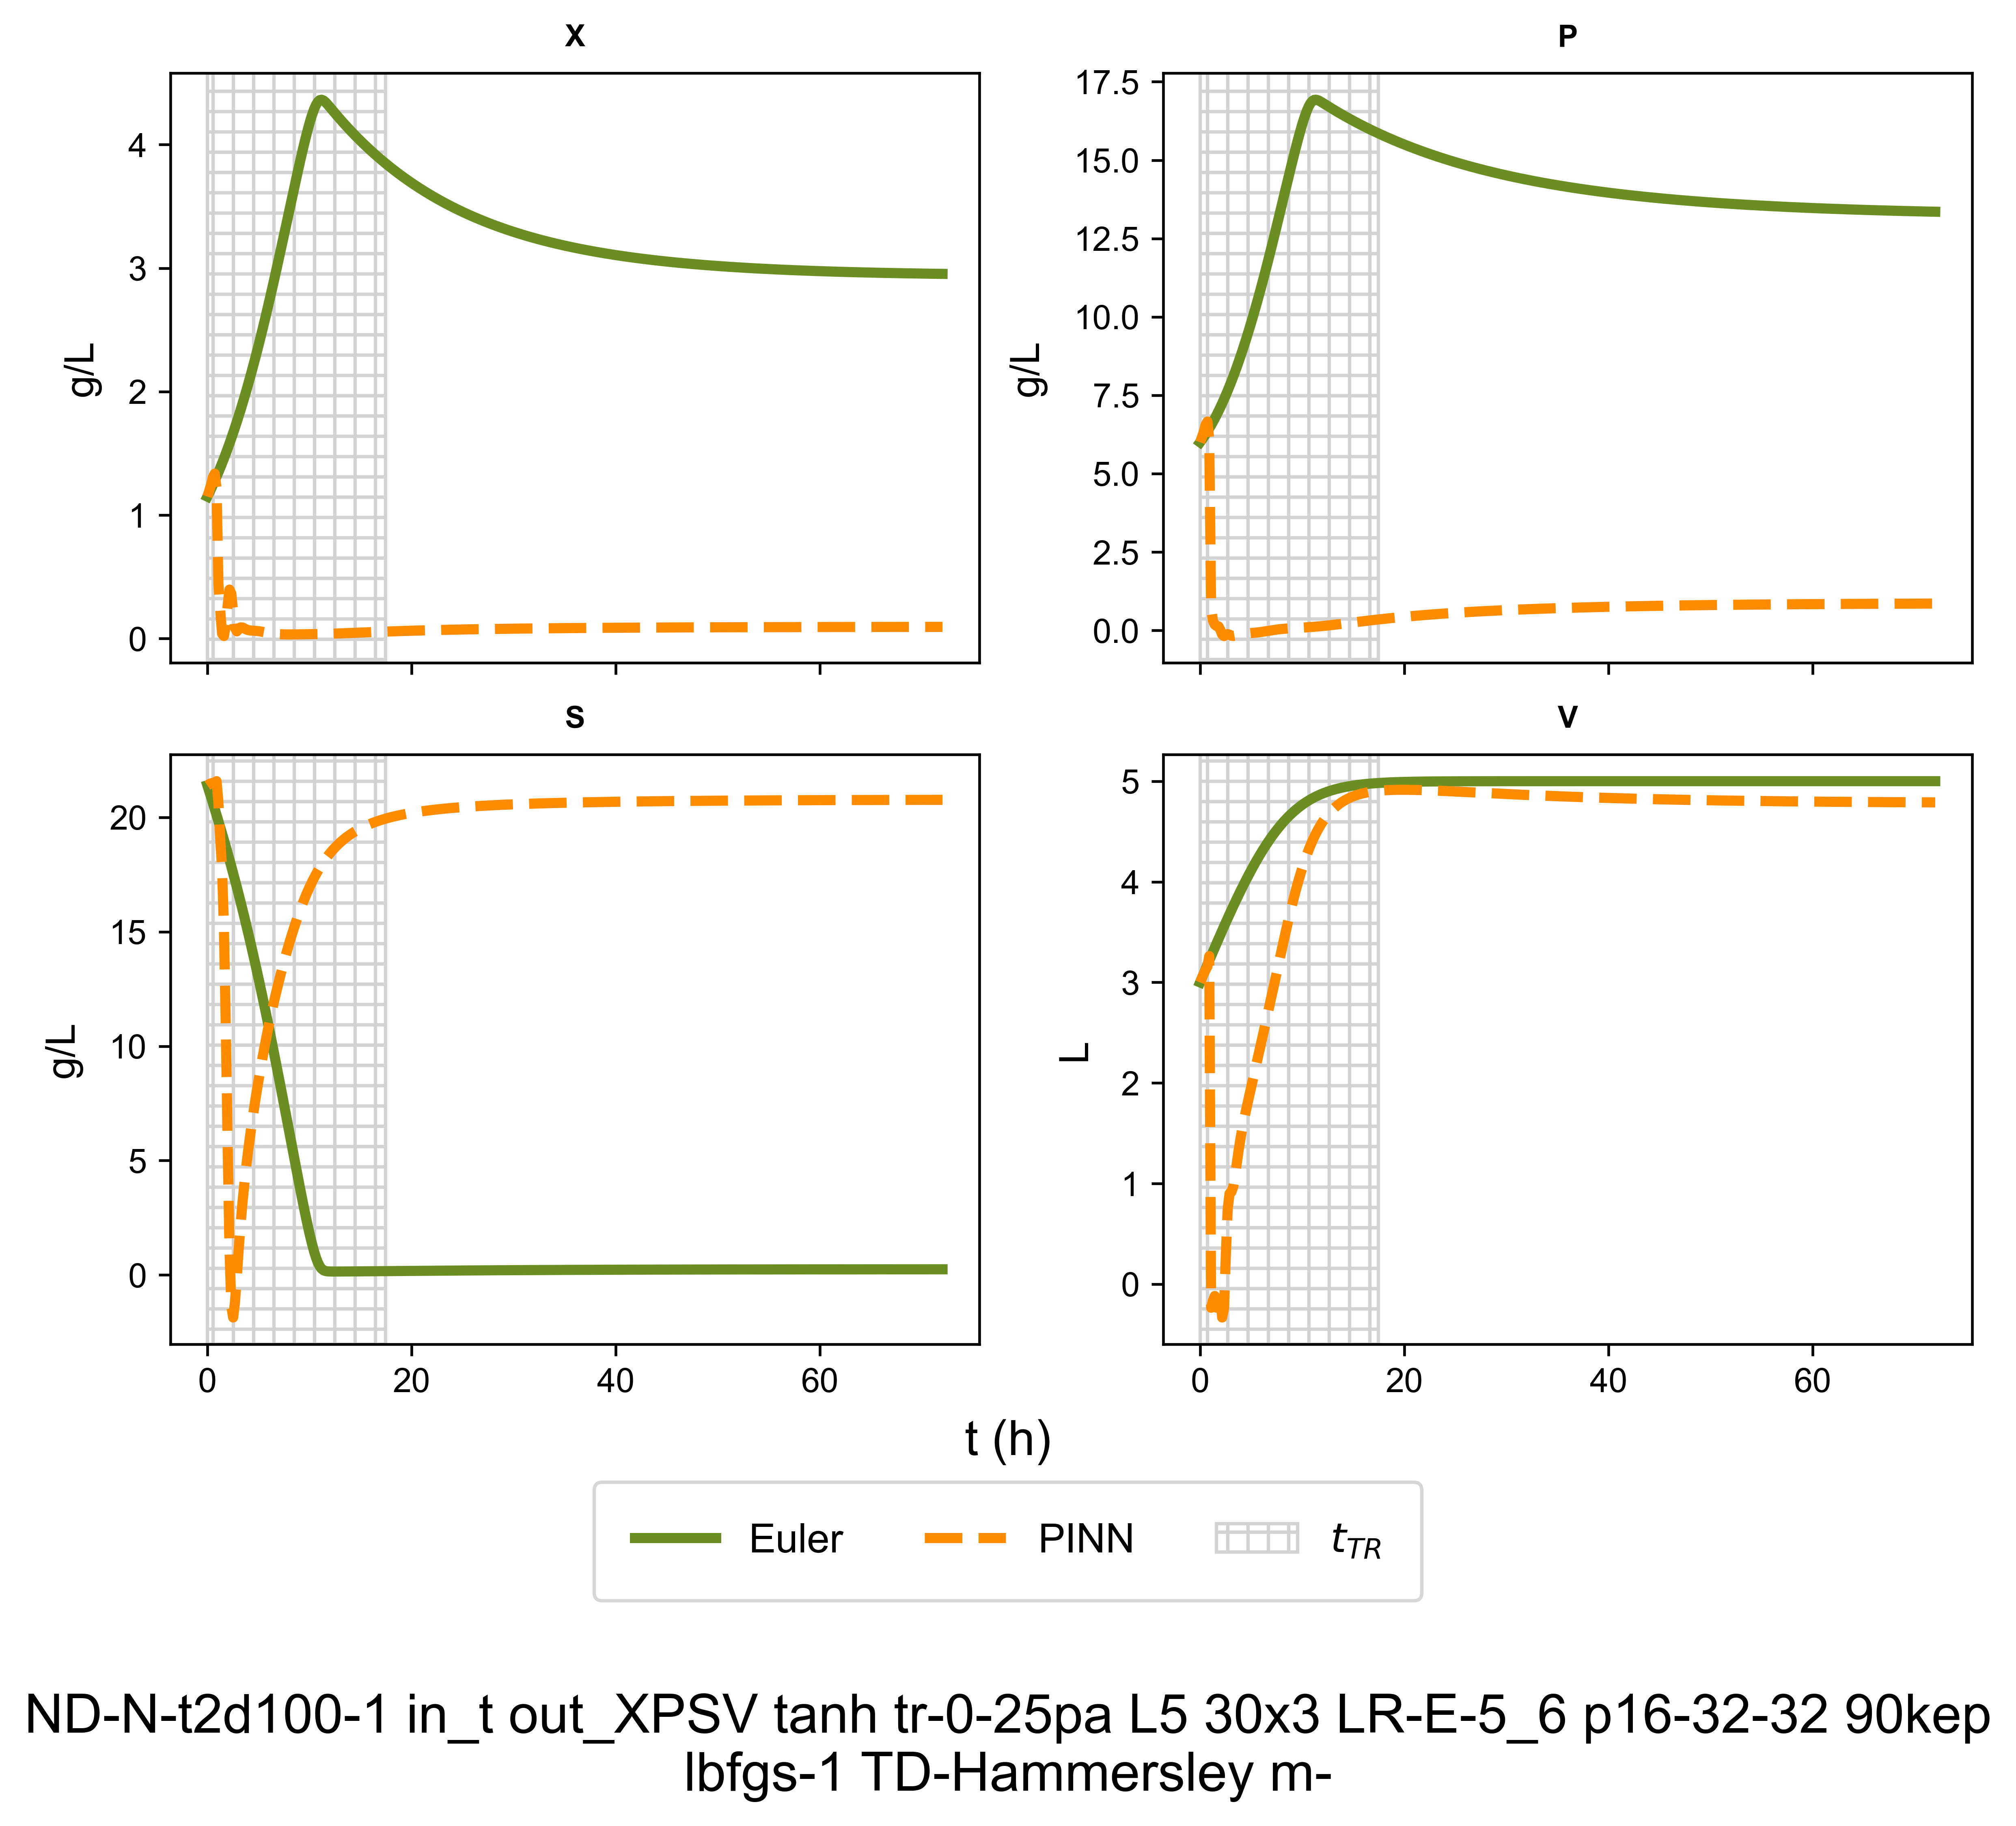 X
P
4
3
2
1
0
g/L
17.5
15.0
12.5
10.0
7.5
5.0
2.5
0.0
g/L
S
V
20
15
10
5
0
g/L
0
20
40
60
5
4
3
2
1
0
L
0
20
40
60
t (h)
Euler
PINN
t_TR
ND-N-t2d100-1 in_t out_XPSV tanh tr-0-25pa L5 30x3 LR-E-5_6 p16-32-32 90kep
lbfgs-1 TD-Hammersley m-